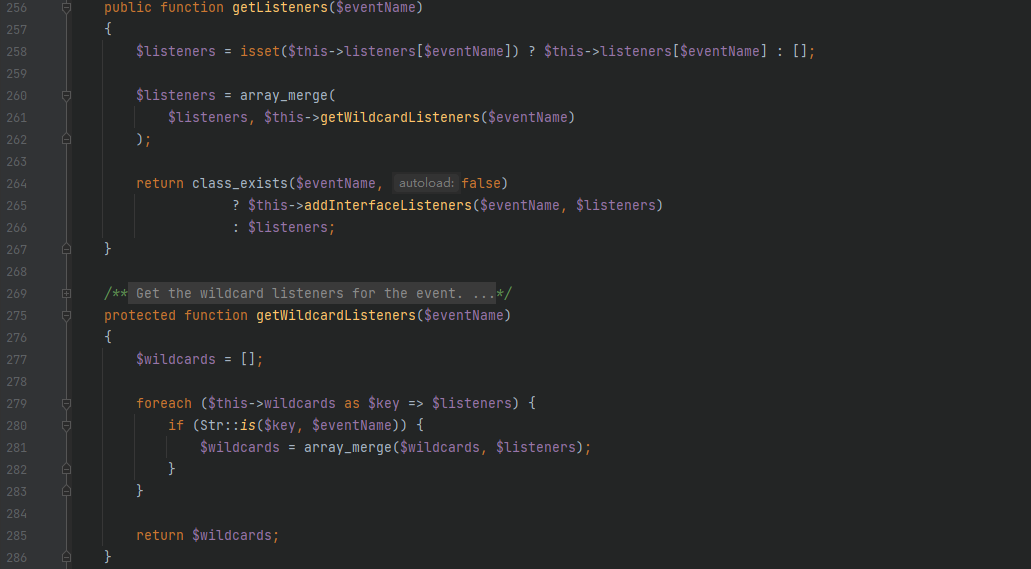 256 public function getListeners($eventName)
257 {
258 $listeners = isset($this->listeners[$eventName]) ? $this->listeners[$eventName] : [];
259
260 $listeners = array_merge(
261 $listeners, $this->getWildcardListeners($eventName)
262 );
263
264 return class_exists($eventName, autoload: false)
265 ? $this->addInterfaceListeners($eventName, $listeners)
266 : $listeners;
267 }
268
269 /** Get the wildcard listeners for the event. ...*/
275 protected function getWildcardListeners($eventName)
276 {
277 $wildcards = [];
278
279 foreach ($this->wildcards as $key => $listeners) {
280 if (Str::is($key, $eventName)) {
281 $wildcards = array_merge($wildcards, $listeners);
282 }
283 }
284
285 return $wildcards;
286 }